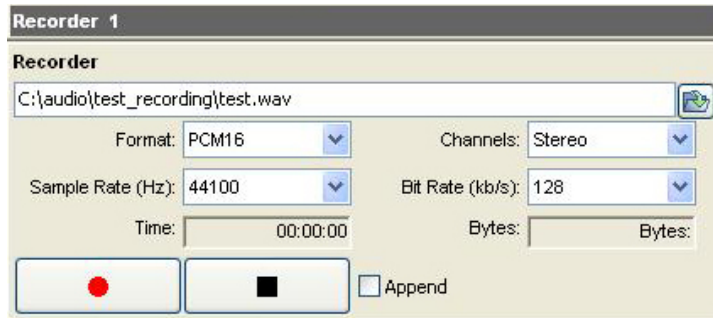 Recorder 1
Recorder
C:\audio\test_recording\test.wav
Format: PCM16 Channels: Stereo
Sample Rate (Hz): 44100 Bit Rate (kb/s): 128
Time: 00:00:00 Bytes: Bytes:
Append